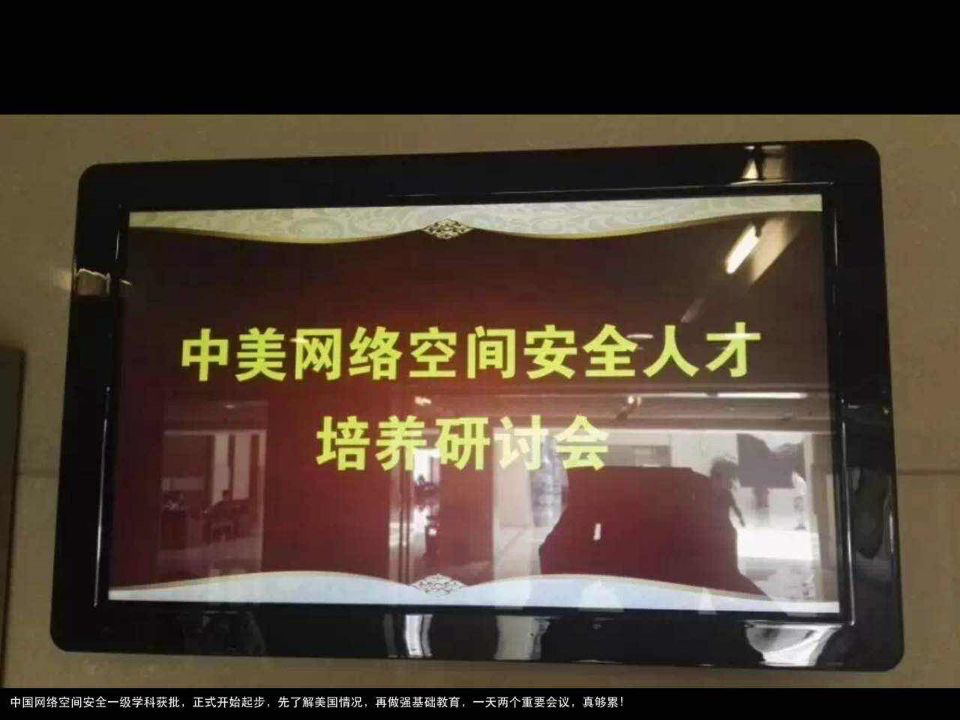 中美网络空间安全人才
培养研讨会
中国网络空间安全一级学科获批，正式开始起步，先了解美国情况，再做强基础教育，一天两个重要会议，真够累！